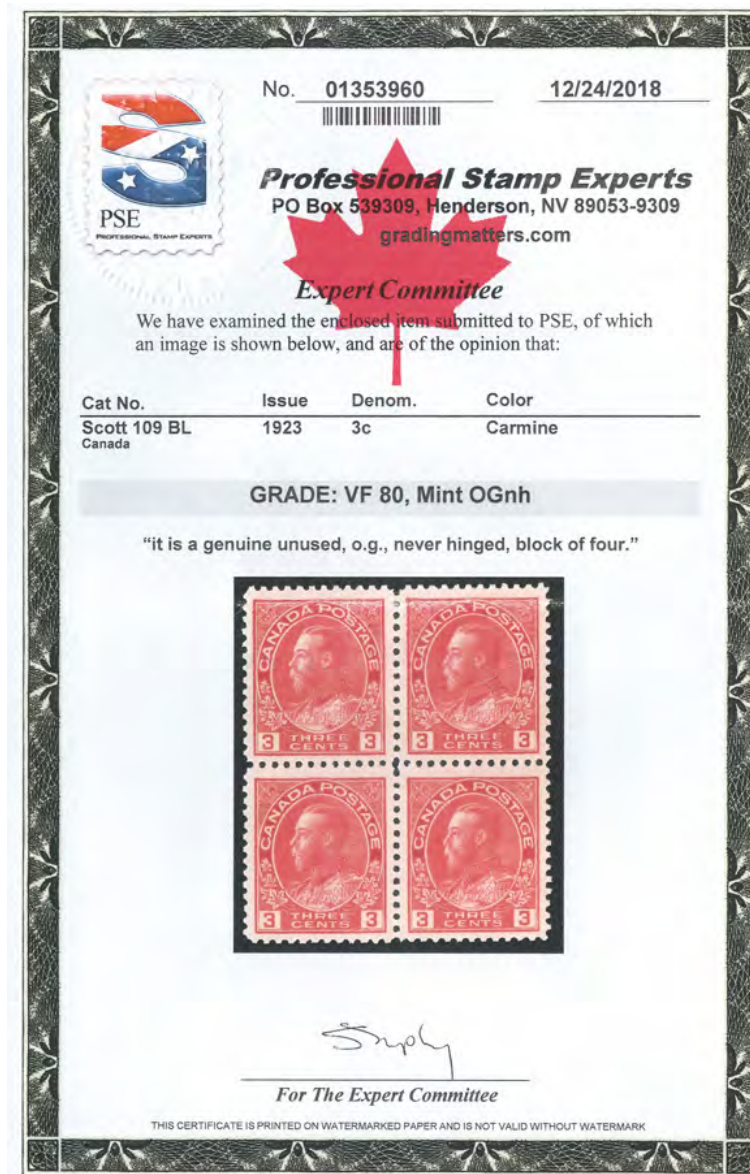 No. 01353960 12/24/2018
PSE
PROFESSIONAL STAMP EXPERTS
Professional Stamp Experts
PO Box 539309, Henderson, NV 89053-9309
gradingmatters.com
Expert Committee
We have examined the enclosed item submitted to PSE, of which
an image is shown below, and are of the opinion that:
Cat No. Issue Denom. Color
Scott 109 BL 1923 3c Carmine
Canada
GRADE: VF 80, Mint OGnh
“it is a genuine unused, o.g., never hinged, block of four.”
CANADA POSTAGE CANADA POSTAGE
3 THREE CENTS 3 3 THREE CENTS 3
CANADA POSTAGE CANADA POSTAGE
3 THREE CENTS 3 3 THREE CENTS 3
For The Expert Committee
THIS CERTIFICATE IS PRINTED ON WATERMARKED PAPER AND IS NOT VALID WITHOUT WATERMARK